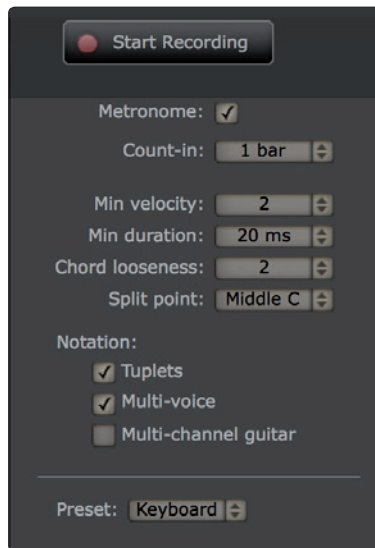 Start Recording
Metronome:
Count-in: 1 bar
Min velocity: 2
Min duration: 20 ms
Chord looseness: 2
Split point: Middle C
Notation:
Tuplets
Multi-voice
Multi-channel guitar
Preset: Keyboard